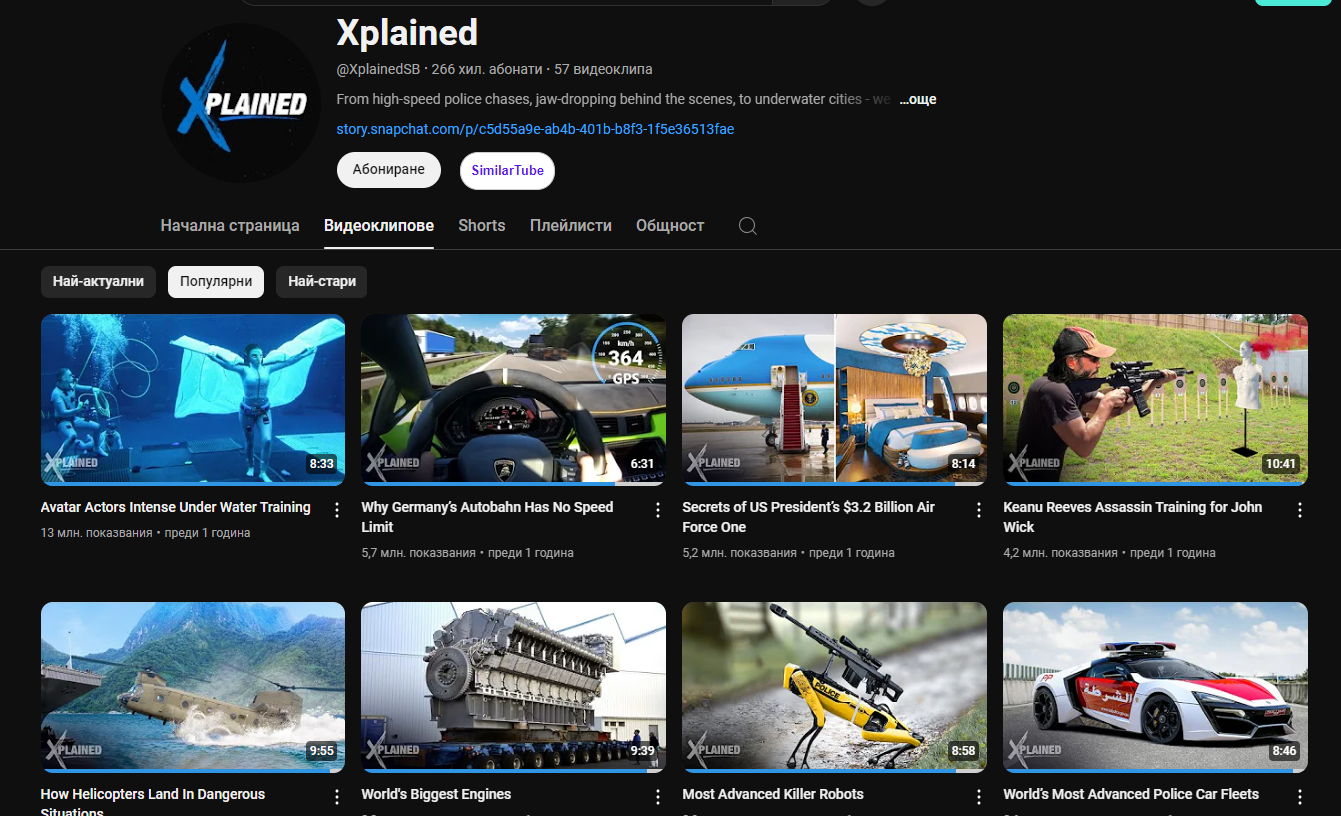 Xplained
XPLAINED
@XplainedSB · 266 хил. абонати · 57 видеоклипа
From high-speed police chases, jaw-dropping behind the scenes, to underwater cities - we ...още
story.snapchat.com/p/c5d55a9e-ab4b-401b-b8f3-1f5e36513fae
Абониране
SimilarTube
Начална страница
Видеоклипове
Shorts
Плейлисти
Общност
Най-актуални
Популярни
Най-стари
XPLAINED
8:33
km/h
364
GPS
XPLAINED
6:31
XPLAINED
8:14
XPLAINED
10:41
Avatar Actors Intense Under Water Training
13 млн. показвания • преди 1 година
Why Germany’s Autobahn Has No Speed
Limit
5,7 млн. показвания • преди 1 година
Secrets of US President’s $3.2 Billion Air
Force One
5,2 млн. показвания • преди 1 година
Keanu Reeves Assassin Training for John
Wick
4,2 млн. показвания • преди 1 година
XPLAINED
9:55
XPLAINED
9:39
POLICE
XPLAINED
8:58
الشرطة
XPLAINED
8:46
How Helicopters Land In Dangerous
Situations
World's Biggest Engines
Most Advanced Killer Robots
World’s Most Advanced Police Car Fleets